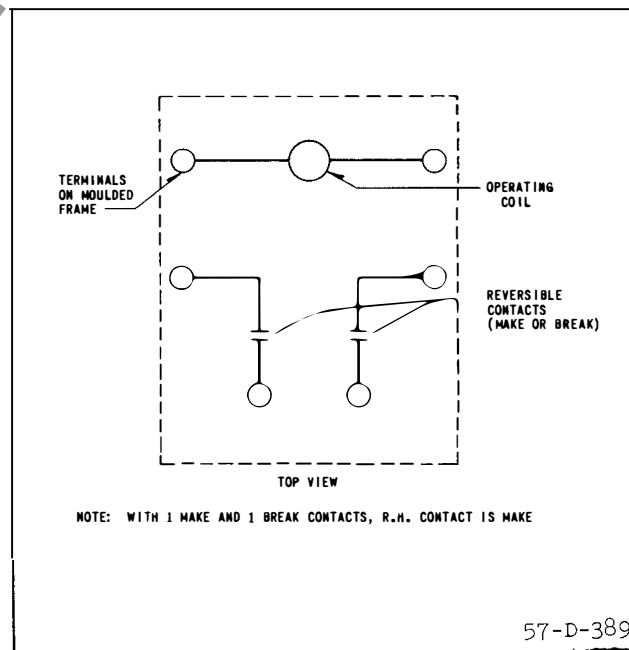 TERMINALS
ON MOULDED
FRAME
OPERATING
COIL
REVERSIBLE
CONTACTS
(MAKE OR BREAK)
TOP VIEW
NOTE: WITH 1 MAKE AND 1 BREAK CONTACTS, R.H. CONTACT IS MAKE
57-D-389